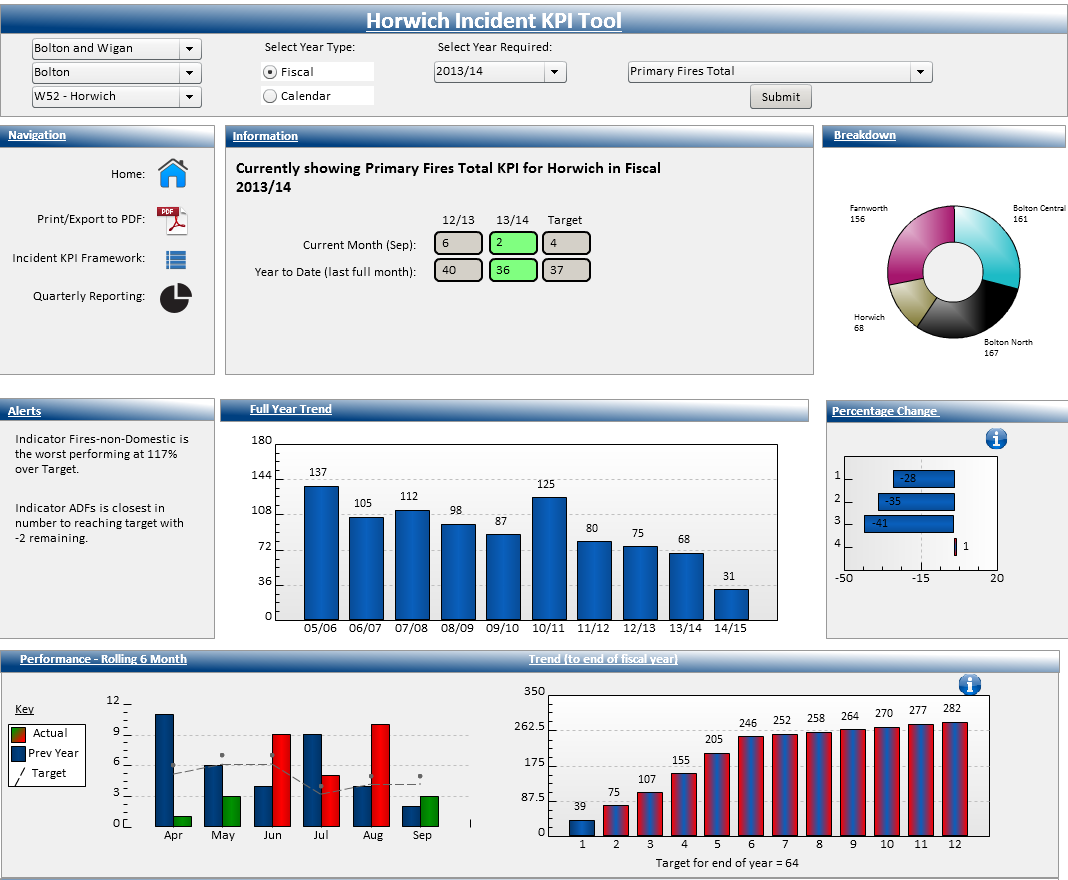 Horwich Incident KPI Tool
Bolton and Wigan
Bolton
W52 - Horwich
Select Year Type:
Fiscal
Calendar
Select Year Required:
2013/14
Primary Fires Total
Submit
Navigation
Home:
Print/Export to PDF:
PDF
Incident KPI Framework:
Quarterly Reporting:
Information
Currently showing Primary Fires Total KPI for Horwich in Fiscal
2013/14
12/13 13/14 Target
Current Month (Sep): 6 2 4
Year to Date (last full month): 40 36 37
Breakdown
Farnworth
156
Bolton Central
161
Horwich
68
Bolton North
167
Alerts
Indicator Fires-non-Domestic is
the worst performing at 117%
over Target.
Indicator ADFs is closest in
number to reaching target with
-2 remaining.
Full Year Trend
180
144
108
72
36
0
137
105
112
98
87
125
80
75
68
31
05/06 06/07 07/08 08/09 09/10 10/11 11/12 12/13 13/14 14/15
Percentage Change
i
1 -28
2 -35
3 -41
4 1
-50 -15 20
Performance - Rolling 6 Month
Key
Actual
Prev Year
Target
12
9
6
3
0
Apr May Jun Jul Aug Sep
Trend (to end of fiscal year)
i
350
262.5
175
87.5
0
39
75
107
155
205
246
252
258
264
270
277
282
1 2 3 4 5 6 7 8 9 10 11 12
Target for end of year = 64